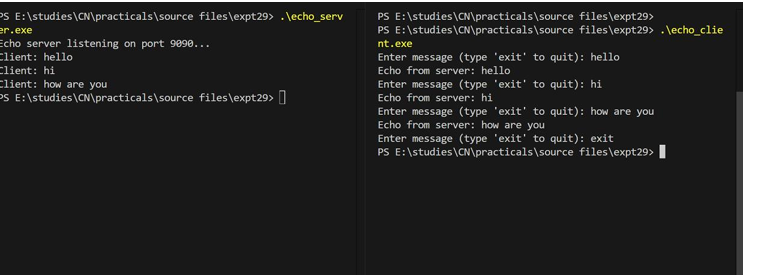 PS E:\studies\CN\practicals\source files\expt29> .\echo_serv
er.exe
Echo server listening on port 9090...
Client: hello
Client: hi
Client: how are you
PS E:\studies\CN\practicals\source files\expt29>
PS E:\studies\CN\practicals\source files\expt29>
PS E:\studies\CN\practicals\source files\expt29> .\echo_clie
nt.exe
Enter message (type 'exit' to quit): hello
Echo from server: hello
Enter message (type 'exit' to quit): hi
Echo from server: hi
Enter message (type 'exit' to quit): how are you
Echo from server: how are you
Enter message (type 'exit' to quit): exit
PS E:\studies\CN\practicals\source files\expt29>